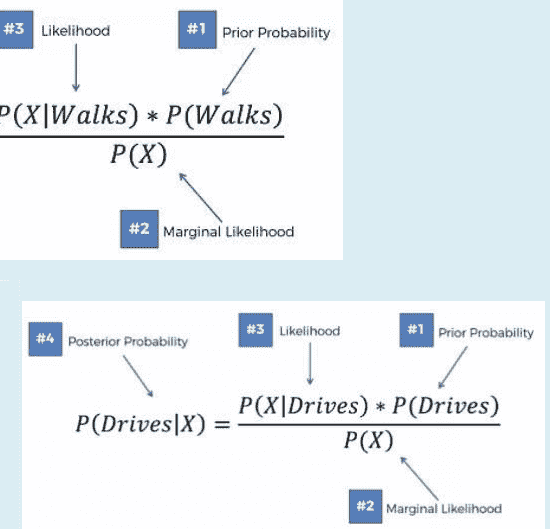 #3 Likelihood #1 Prior Probability
P(X|Walks) * P(Walks)
P(X)
#2 Marginal Likelihood
#4 Posterior Probability #3 Likelihood #1 Prior Probability
P(Drives|X) = P(X|Drives) * P(Drives)
P(X)
#2 Marginal Likelihood